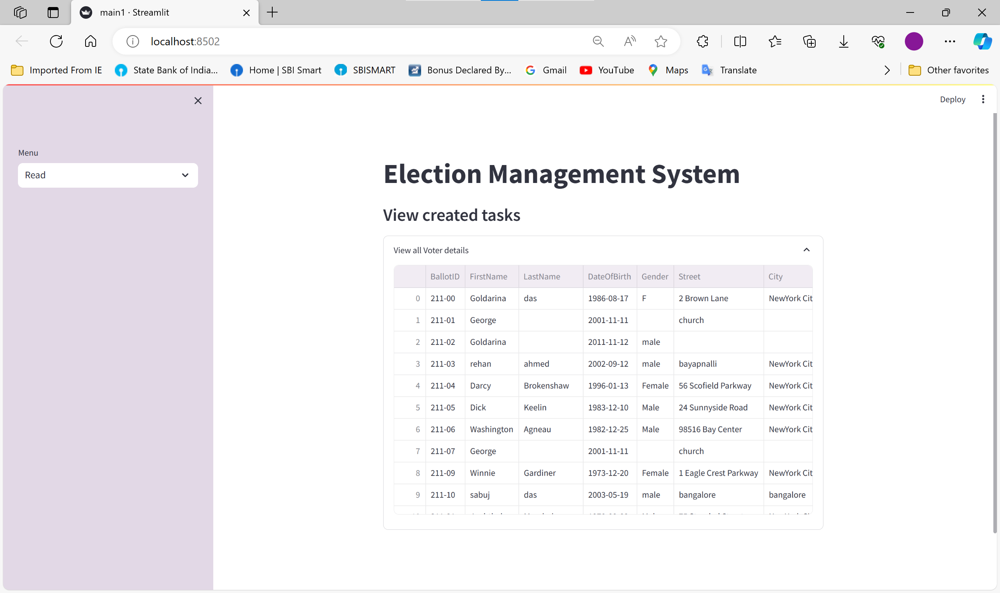 main1 · Streamlit
localhost:8502
Imported From IE State Bank of India... Home | SBI Smart SBISMART Bonus Declared By... Gmail YouTube Maps Translate Other favorites
Deploy
Menu
Read
Election Management System
View created tasks
View all Voter details
BallotID FirstName LastName DateOfBirth Gender Street City
0 211-00 Goldarina das 1986-08-17 F 2 Brown Lane NewYork Cit
1 211-01 George 2001-11-11 church
2 211-02 Goldarina 2011-11-12 male
3 211-03 rehan ahmed 2002-09-12 male bayapnalli NewYork Cit
4 211-04 Darcy Brokenshaw 1996-01-13 Female 56 Scofield Parkway NewYork Cit
5 211-05 Dick Keelin 1983-12-10 Male 24 Sunnyside Road NewYork Cit
6 211-06 Washington Agneau 1982-12-25 Male 98516 Bay Center NewYork Cit
7 211-07 George 2001-11-11 church
8 211-09 Winnie Gardiner 1973-12-20 Female 1 Eagle Crest Parkway NewYork Cit
9 211-10 sabuj das 2003-05-19 male bangalore bangalore